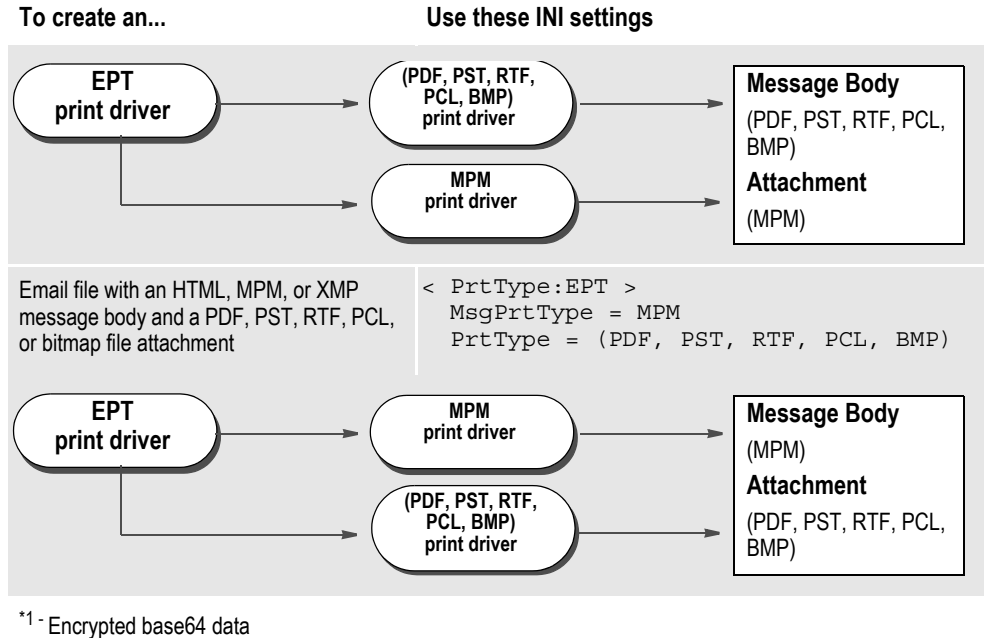 To create an... Use these INI settings
EPT
print driver
(PDF, PST, RTF,
PCL, BMP)
print driver
MPM
print driver
Message Body
(PDF, PST, RTF, PCL,
BMP)
Attachment
(MPM)
Email file with an HTML, MPM, or XMP
message body and a PDF, PST, RTF, PCL,
or bitmap file attachment
< PrtType:EPT >
MsgPrtType = MPM
PrtType = (PDF, PST, RTF, PCL, BMP)
EPT
print driver
MPM
print driver
(PDF, PST, RTF,
PCL, BMP)
print driver
Message Body
(MPM)
Attachment
(PDF, PST, RTF, PCL,
BMP)
*1 - Encrypted base64 data